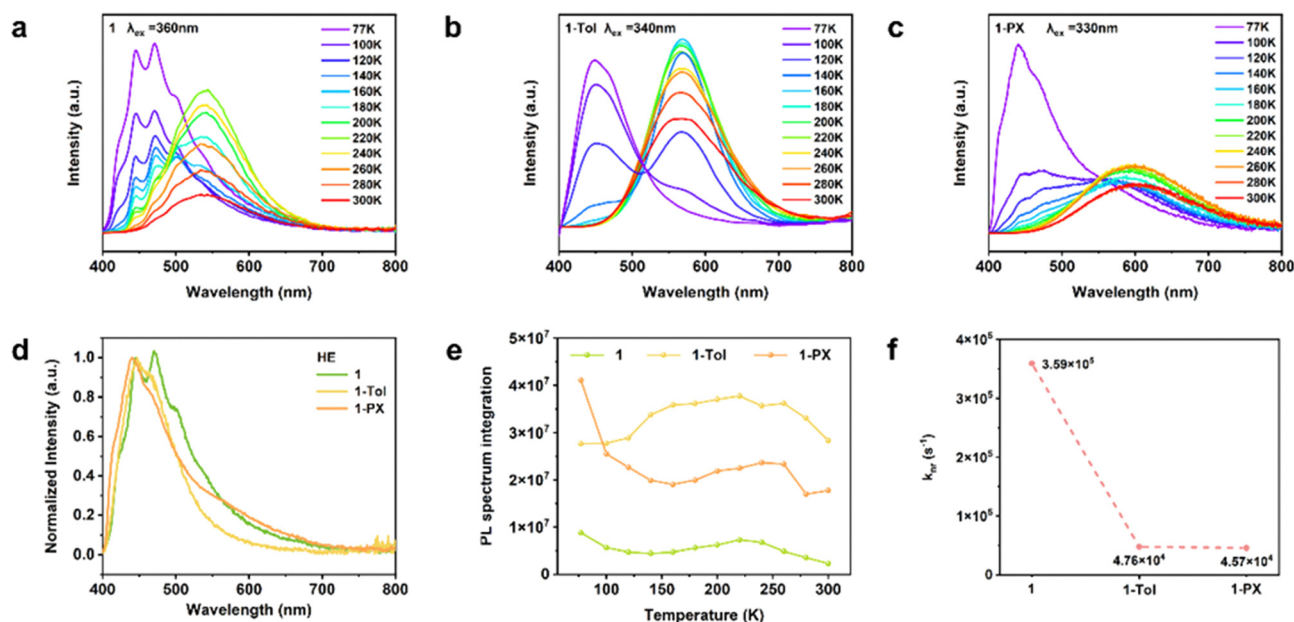 a
1 λex =360nm
77K
100K
120K
140K
160K
180K
200K
220K
240K
260K
280K
300K
Intensity (a.u.)
400 500 600 700 800
Wavelength (nm)
b
1-Tol λex =340nm
77K
100K
120K
140K
160K
180K
200K
220K
240K
260K
280K
300K
Intensity (a.u.)
400 500 600 700 800
Wavelength (nm)
c
1-PX λex =330nm
77K
100K
120K
140K
160K
180K
200K
220K
240K
260K
280K
300K
Intensity (a.u.)
400 500 600 700 800
Wavelength (nm)
d
HE
1
1-Tol
1-PX
Normalized Intensity (a.u.)
1.0
0.8
0.6
0.4
0.2
0.0
400 500 600 700 800
Wavelength (nm)
e
1 1-Tol 1-PX
PL spectrum integration
5×10⁷
4×10⁷
3×10⁷
2×10⁷
1×10⁷
0
100 150 200 250 300
Temperature (K)
f
knr (s⁻¹)
4×10⁵
3×10⁵
2×10⁵
1×10⁵
0
3.59×10⁵
4.76×10⁴
4.57×10⁴
1 1-Tol 1-PX